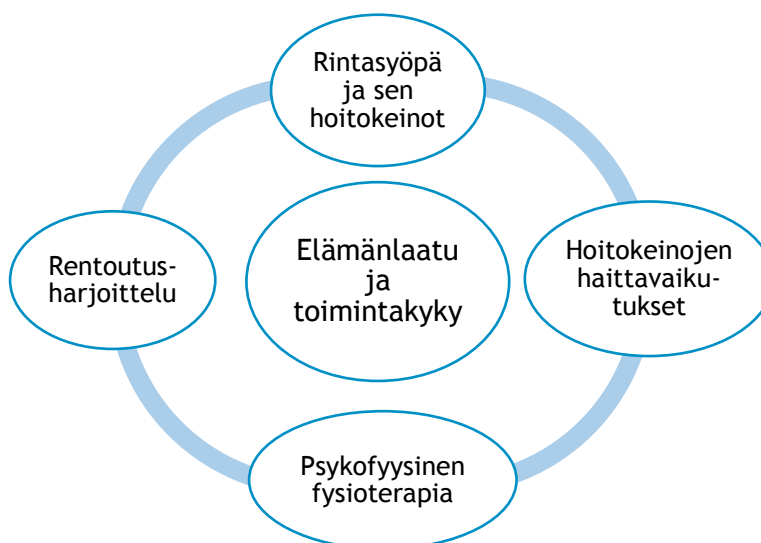 Rintasyöpä
ja sen
hoitokeinot
Rentoutus-
harjoittelu
Elämänlaatu
ja
toimintakyky
Hoitokeinojen
haittavaiku-
tukset
Psykofyysinen
fysioterapia